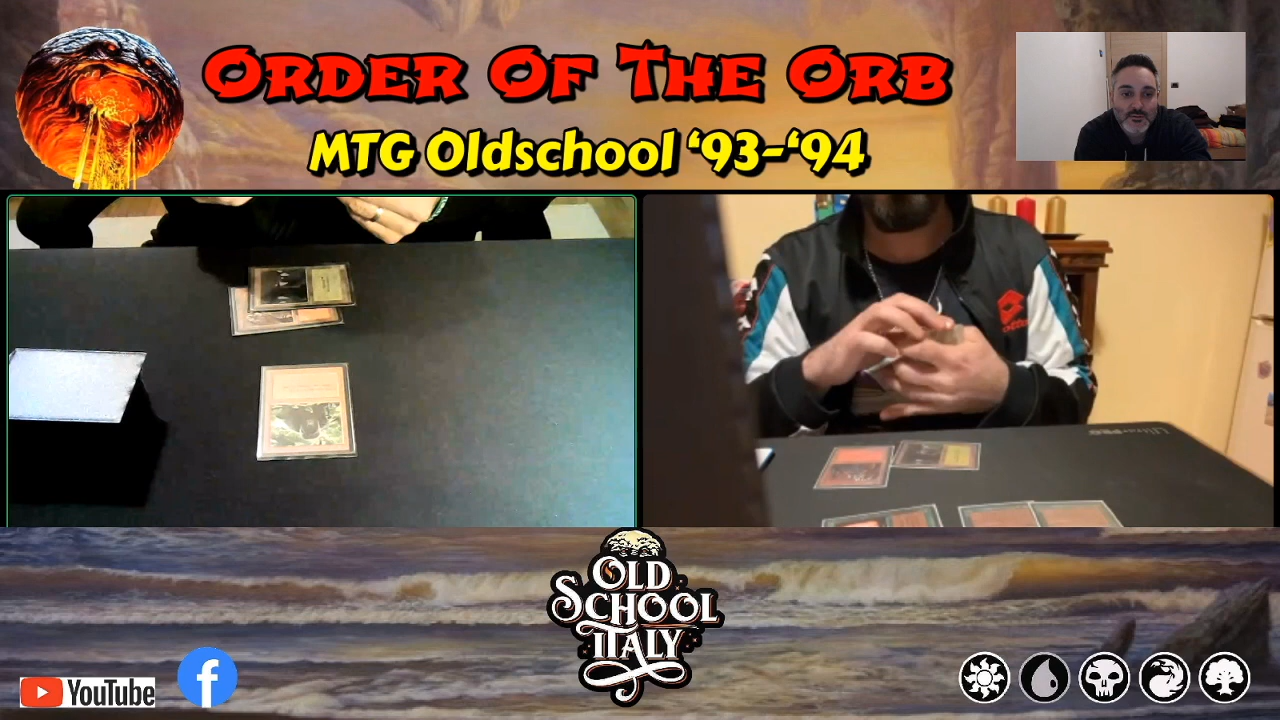 ORDER OF THE ORB
MTG Oldschool ‘93-‘94
OLD
SCHOOL
ITALY
YouTube